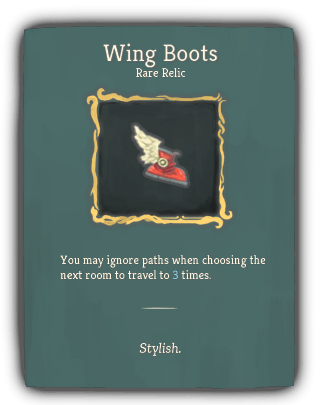 Wing Boots
Rare Relic
You may ignore paths when choosing the
next room to travel to 3 times.
Stylish.